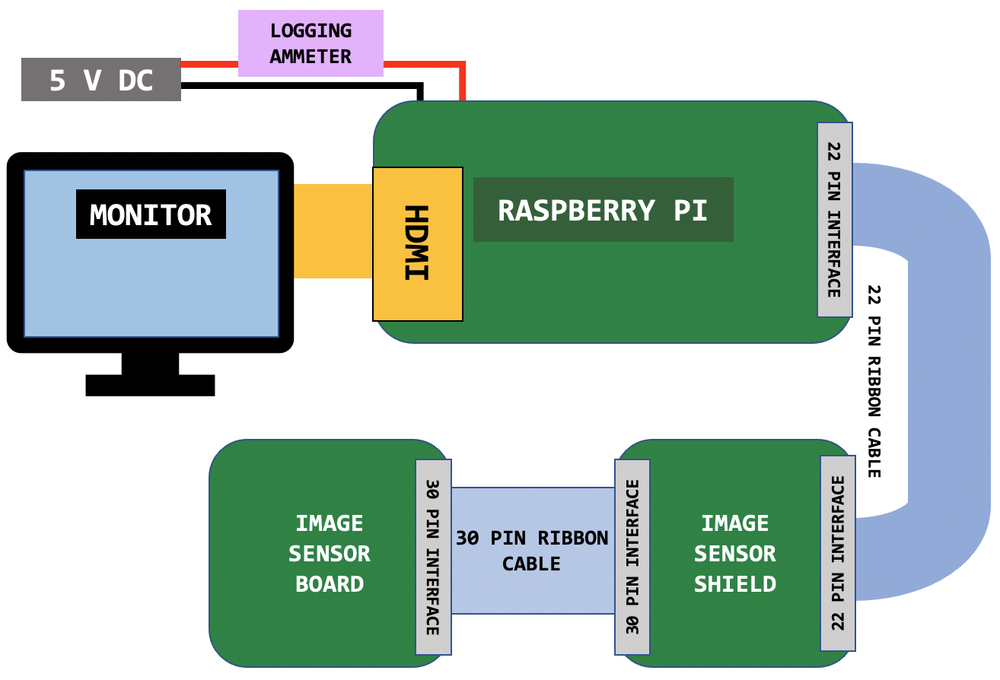 LOGGING
AMMETER
5 V DC
MONITOR
HDMI
RASPBERRY PI
22 PIN INTERFACE
22 PIN RIBBON CABLE
IMAGE
SENSOR
BOARD
30 PIN INTERFACE
30 PIN RIBBON
CABLE
30 PIN INTERFACE
IMAGE
SENSOR
SHIELD
22 PIN INTERFACE